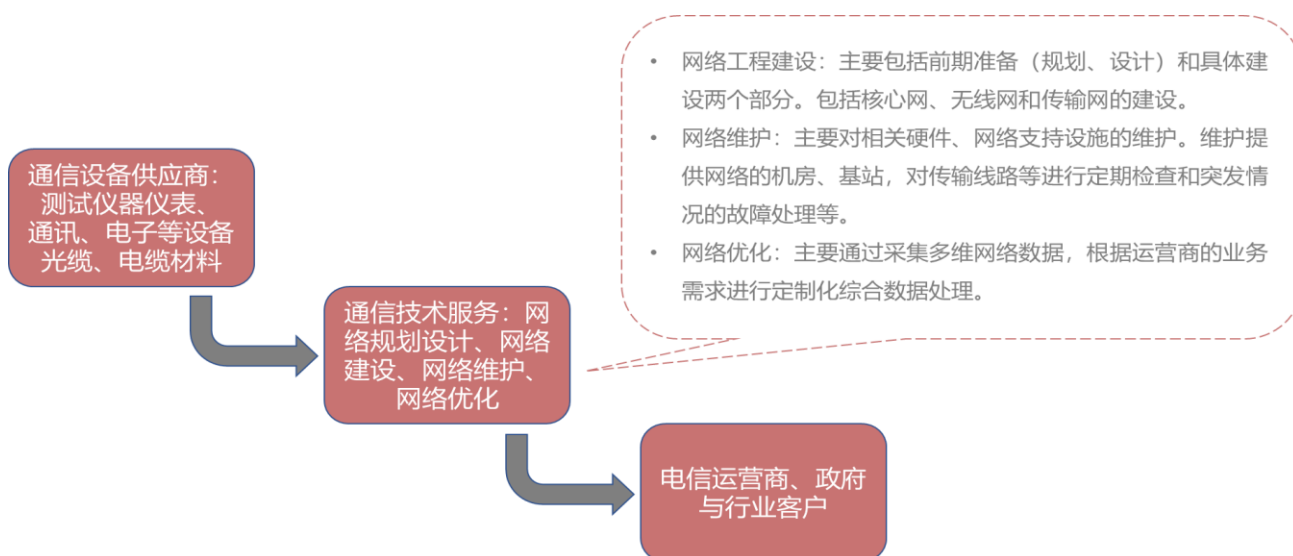 • 网络工程建设：主要包括前期准备（规划、设计）和具体建
设两个部分。包括核心网、无线网和传输网的建设。
• 网络维护：主要对相关硬件、网络支持设施的维护。维护提
供网络的机房、基站，对传输线路等进行定期检查和突发情
况的故障处理等。
• 网络优化：主要通过采集多维网络数据，根据运营商的业务
需求进行定制化综合数据处理。
通信设备供应商：
测试仪器仪表、
通讯、电子等设备
光缆、电缆材料
通信技术服务：网
络规划设计、网络
建设、网络维护、
网络优化
电信运营商、政府
与行业客户